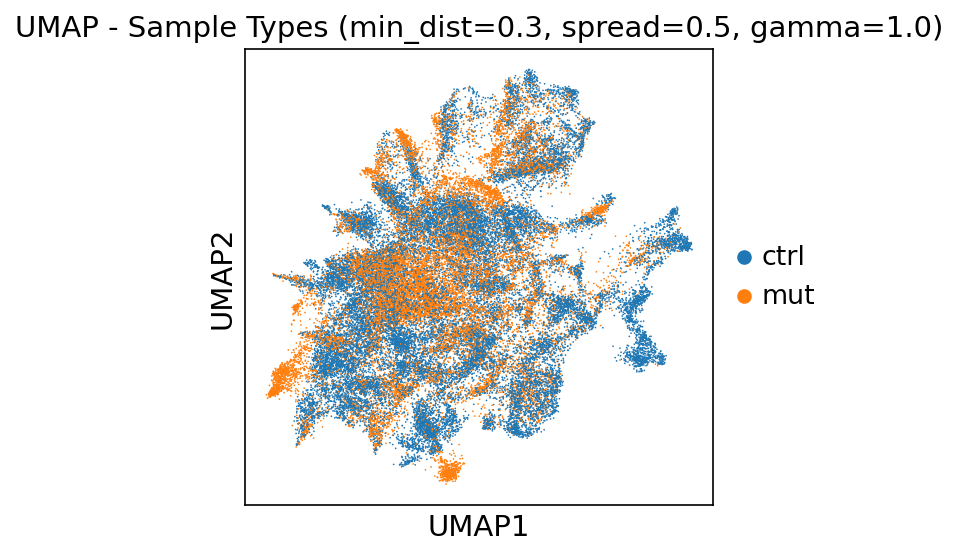 UMAP - Sample Types (min_dist=0.3, spread=0.5, gamma=1.0)
UMAP2
ctrl
mut
UMAP1